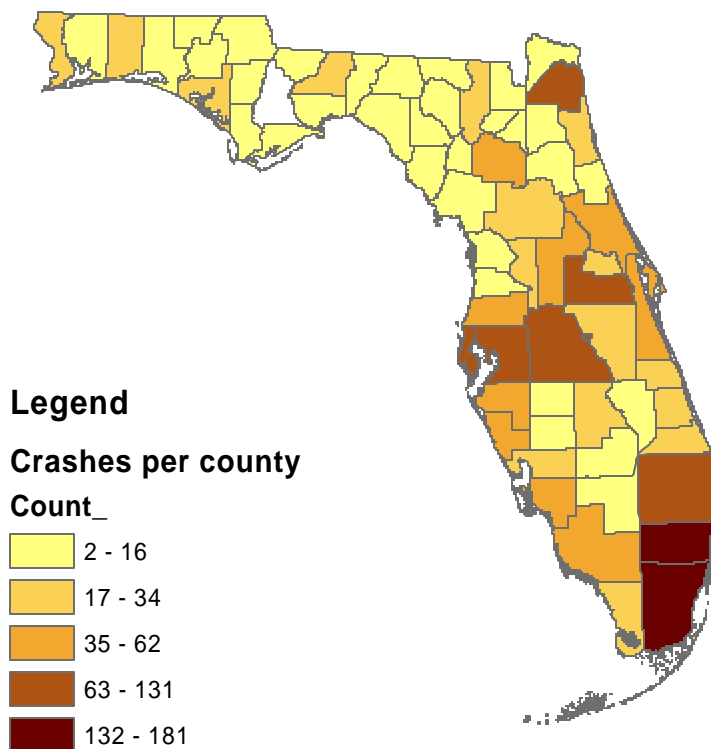 Legend
Crashes per county
Count_
2 - 16
17 - 34
35 - 62
63 - 131
132 - 181